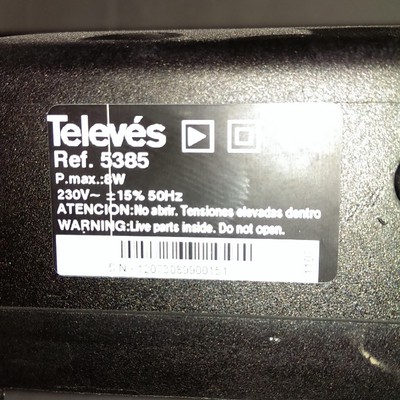 Televés
Ref. 5385
P.max.:8W
230V~ ±15% 50Hz
ATENCION:No abrir. Tensiones elevadas dentro
WARNING:Live parts inside. Do not open.